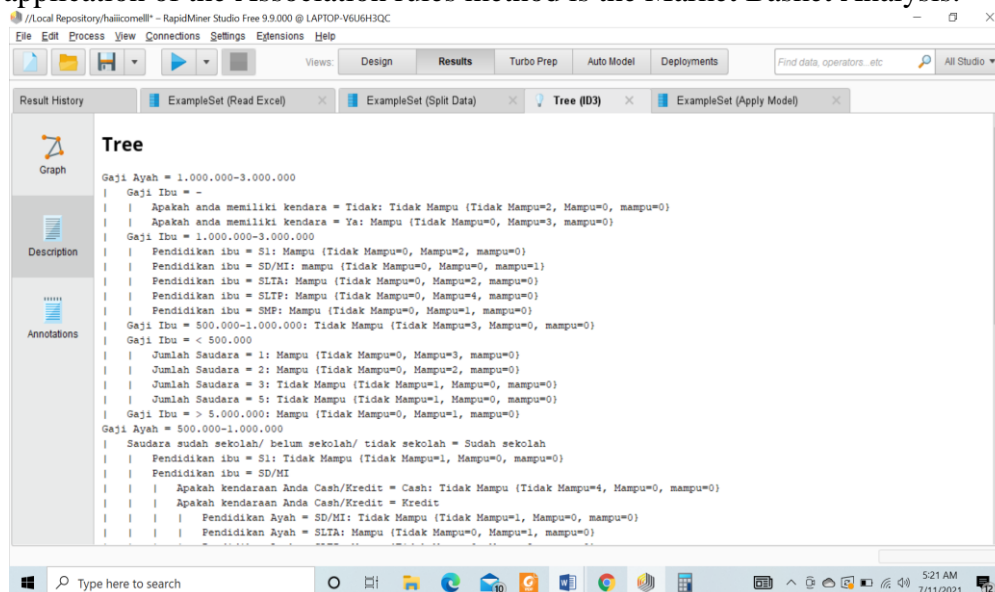 application of the Association rules method is the Market Basket Analysis.
//Local Repository/haiiicomelll* – RapidMiner Studio Free 9.9.000 @ LAPTOP-V6U6H3QC
File Edit Process View Connections Settings Extensions Help
Views: Design Results Turbo Prep Auto Model Deployments Find data, operators...etc All Studio
Result History ExampleSet (Read Excel) ExampleSet (Split Data) Tree (ID3) ExampleSet (Apply Model)
Graph
Description
Annotations
Tree
Gaji Ayah = 1.000.000-3.000.000
| Gaji Ibu = -
| | Apakah anda memiliki kendara = Tidak: Tidak Mampu {Tidak Mampu=2, Mampu=0, mampu=0}
| | Apakah anda memiliki kendara = Ya: Mampu {Tidak Mampu=0, Mampu=3, mampu=0}
| Gaji Ibu = 1.000.000-3.000.000
| | Pendidikan ibu = S1: Mampu {Tidak Mampu=0, Mampu=2, mampu=0}
| | Pendidikan ibu = SD/MI: mampu {Tidak Mampu=0, Mampu=0, mampu=1}
| | Pendidikan ibu = SLTA: Mampu {Tidak Mampu=0, Mampu=2, mampu=0}
| | Pendidikan ibu = SLTP: Mampu {Tidak Mampu=0, Mampu=4, mampu=0}
| | Pendidikan ibu = SMP: Mampu {Tidak Mampu=0, Mampu=1, mampu=0}
| Gaji Ibu = 500.000-1.000.000: Tidak Mampu {Tidak Mampu=3, Mampu=0, mampu=0}
| Gaji Ibu = < 500.000
| | Jumlah Saudara = 1: Mampu {Tidak Mampu=0, Mampu=3, mampu=0}
| | Jumlah Saudara = 2: Mampu {Tidak Mampu=0, Mampu=2, mampu=0}
| | Jumlah Saudara = 3: Tidak Mampu {Tidak Mampu=1, Mampu=0, mampu=0}
| | Jumlah Saudara = 5: Tidak Mampu {Tidak Mampu=1, Mampu=0, mampu=0}
| Gaji Ibu = > 5.000.000: Mampu {Tidak Mampu=0, Mampu=1, mampu=0}
Gaji Ayah = 500.000-1.000.000
| Saudara sudah sekolah/ belum sekolah/ tidak sekolah = Sudah sekolah
| | Pendidikan ibu = S1: Tidak Mampu {Tidak Mampu=1, Mampu=0, mampu=0}
| | Pendidikan ibu = SD/MI
| | | Apakah kendaraan Anda Cash/Kredit = Cash: Tidak Mampu {Tidak Mampu=4, Mampu=0, mampu=0}
| | | Apakah kendaraan Anda Cash/Kredit = Kredit
| | | | Pendidikan Ayah = SD/MI: Tidak Mampu {Tidak Mampu=1, Mampu=0, mampu=0}
| | | | Pendidikan Ayah = SLTA: Mampu {Tidak Mampu=0, Mampu=1, mampu=0}
Type here to search 10 5:21 AM
7/11/2021 12